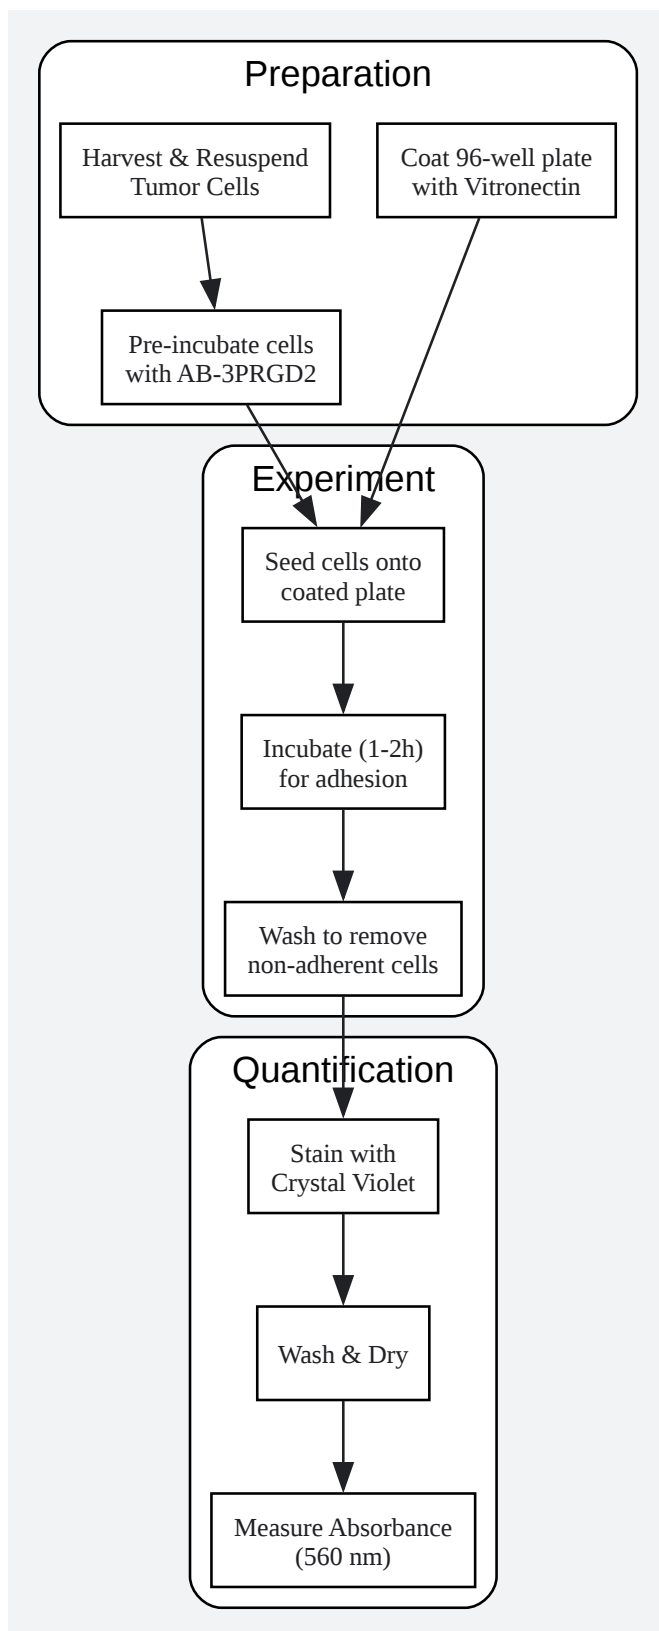 Preparation
Harvest & Resuspend
Tumor Cells
Coat 96-well plate
with Vitronectin
Pre-incubate cells
with AB-3PRGD2
Experiment
Seed cells onto
coated plate
Incubate (1-2h)
for adhesion
Wash to remove
non-adherent cells
Quantification
Stain with
Crystal Violet
Wash & Dry
Measure Absorbance
(560 nm)